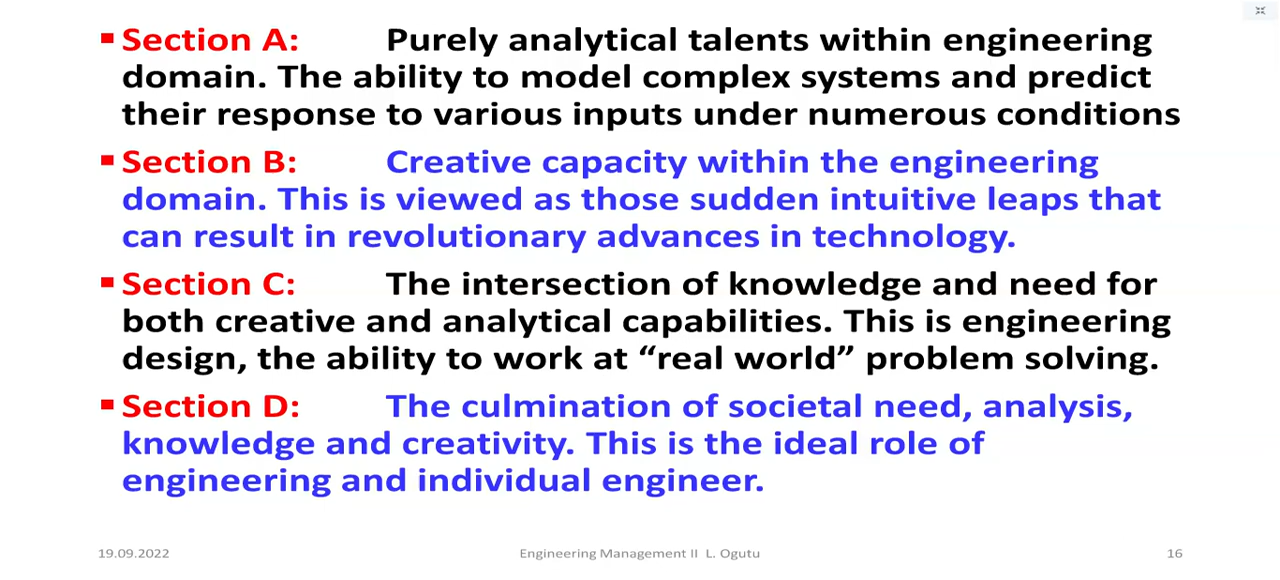 ▪ Section A: Purely analytical talents within engineering
domain. The ability to model complex systems and predict
their response to various inputs under numerous conditions
▪ Section B: Creative capacity within the engineering
domain. This is viewed as those sudden intuitive leaps that
can result in revolutionary advances in technology.
▪ Section C: The intersection of knowledge and need for
both creative and analytical capabilities. This is engineering
design, the ability to work at “real world” problem solving.
▪ Section D: The culmination of societal need, analysis,
knowledge and creativity. This is the ideal role of
engineering and individual engineer.
19.09.2022 Engineering Management II L. Ogutu 16